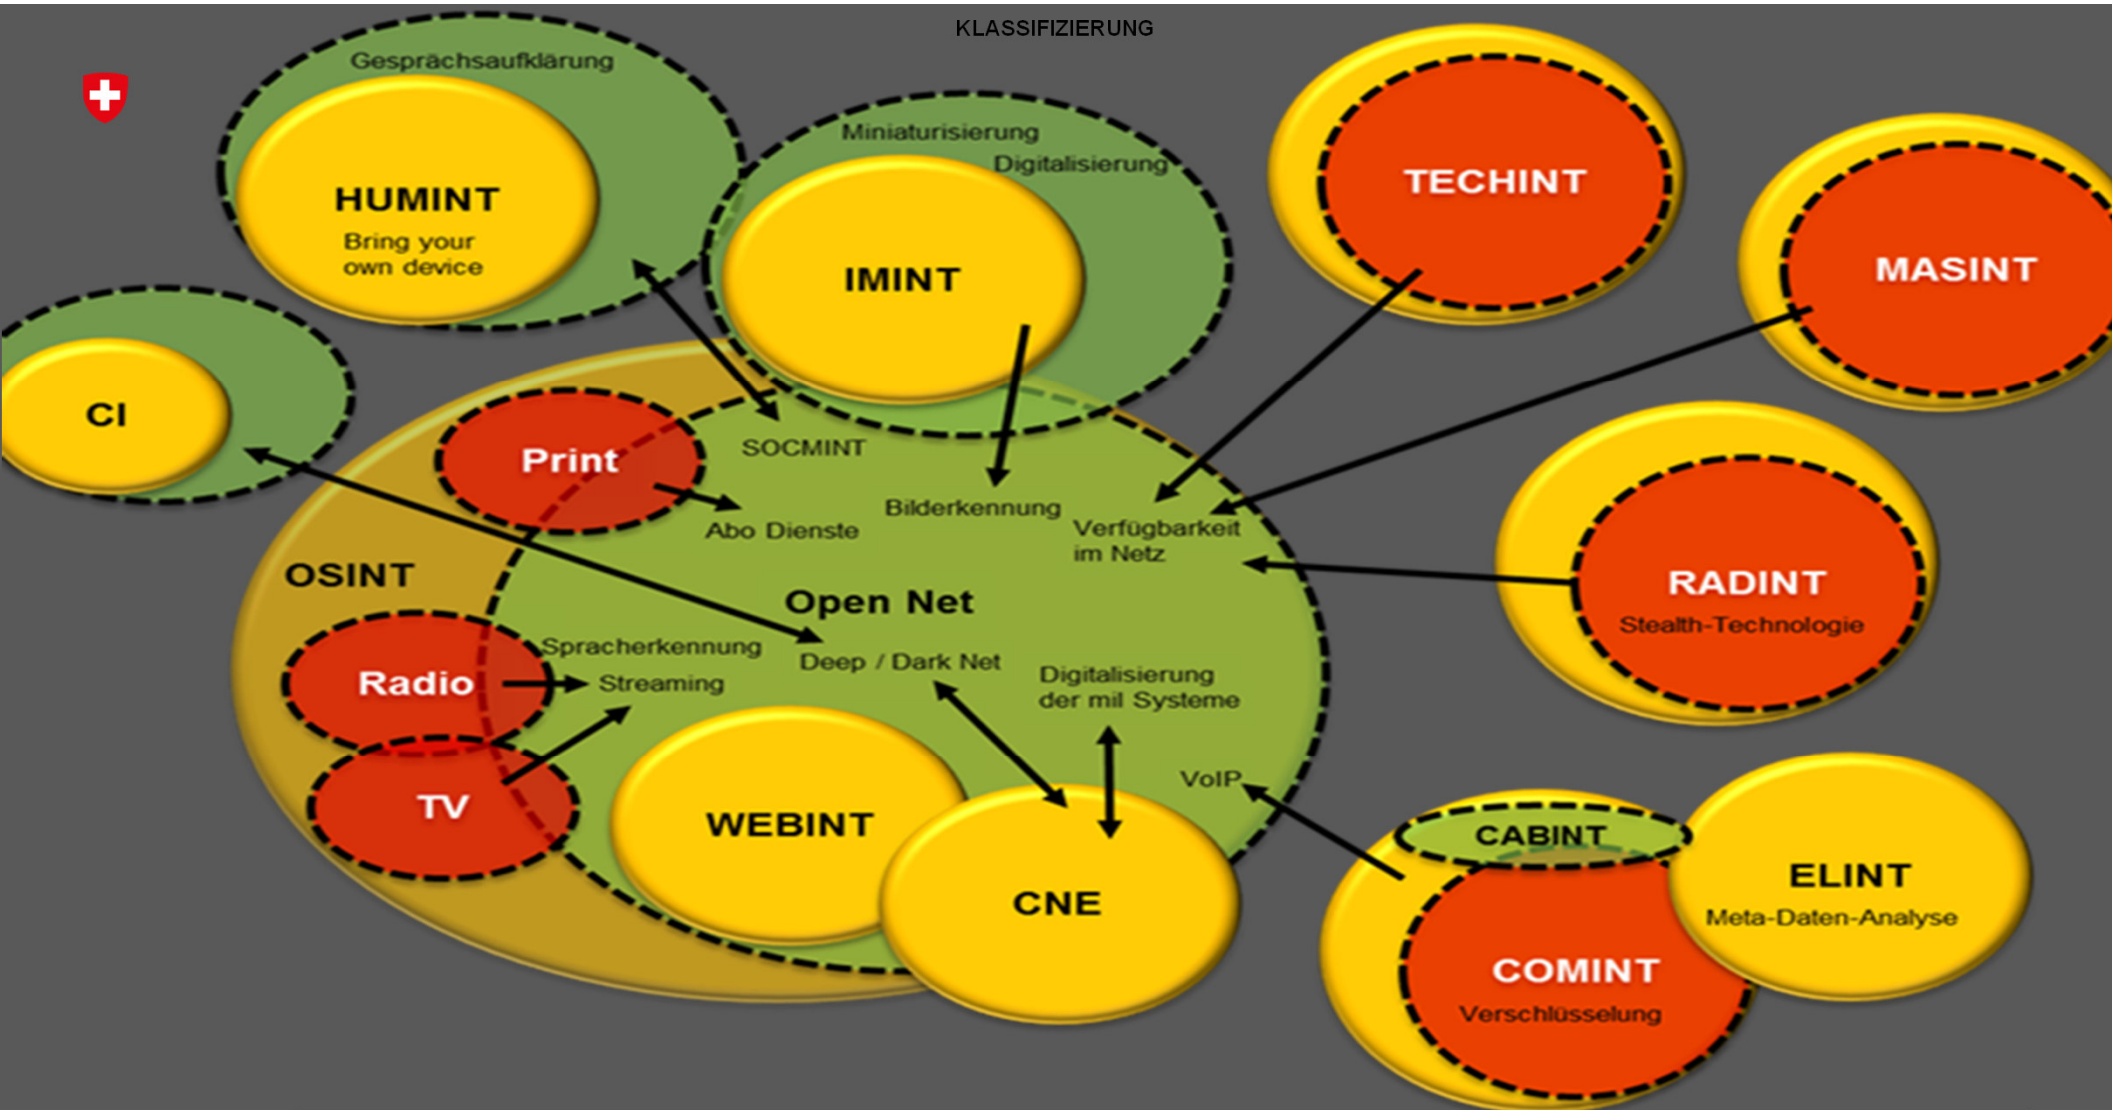 KLASSIFIZIERUNG
Gesprächsaufklärung
HUMINT
Bring your
own device
Miniaturisierung
Digitalisierung
IMINT
TECHINT
MASINT
CI
Print
SOCMINT
Abo Dienste
Bilderkennung
Verfügbarkeit
im Netz
OSINT
Open Net
RADINT
Stealth-Technologie
Spracherkennung
Radio
Streaming
Deep / Dark Net
Digitalisierung
der mil Systeme
TV
WEBINT
VoIP
CNE
CABINT
ELINT
Meta-Daten-Analyse
COMINT
Verschlüsselung